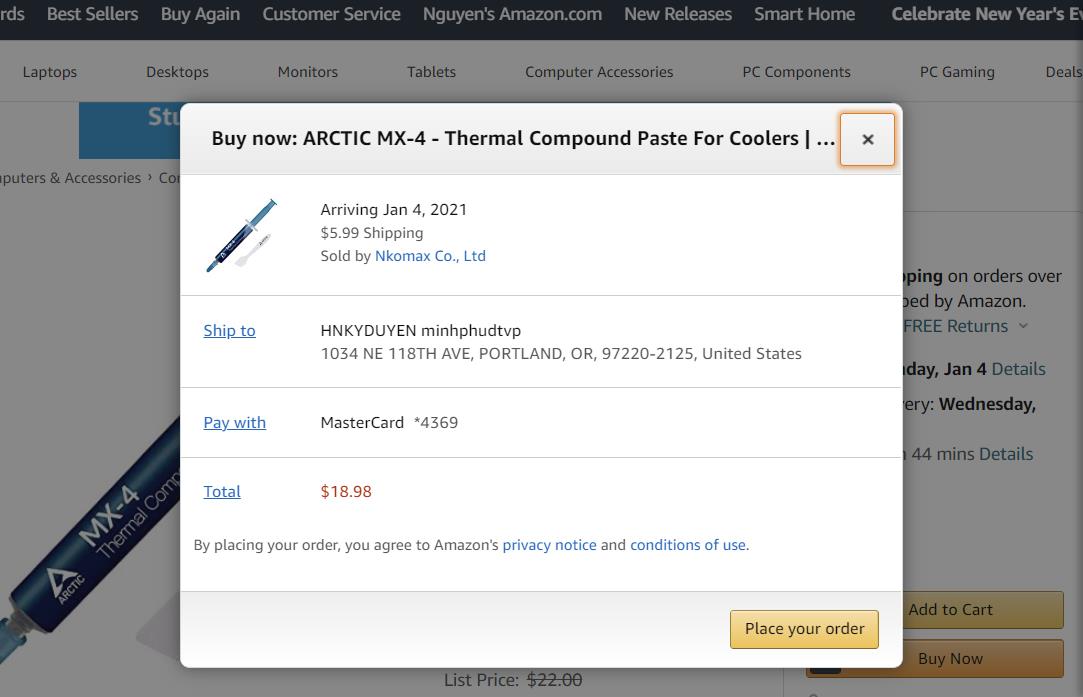 rds Best Sellers Buy Again Customer Service Nguyen's Amazon.com New Releases Smart Home Celebrate New Year's Ev
Laptops Desktops Monitors Tablets Computer Accessories PC Components PC Gaming Deals
Stu
mputers & Accessories › Co
Buy now: ARCTIC MX-4 - Thermal Compound Paste For Coolers | ...
×
Arriving Jan 4, 2021
$5.99 Shipping
Sold by Nkomax Co., Ltd
Ship to HNKYDUYEN minhphudtvp
1034 NE 118TH AVE, PORTLAND, OR, 97220-2125, United States
Pay with MasterCard *4369
Total $18.98
By placing your order, you agree to Amazon's privacy notice and conditions of use.
Place your order
pping on orders over
ped by Amazon.
FREE Returns
day, Jan 4 Details
ery: Wednesday,
44 mins Details
Add to Cart
Buy Now
List Price: $22.00
MX-4
Thermal Comp
ARCTIC